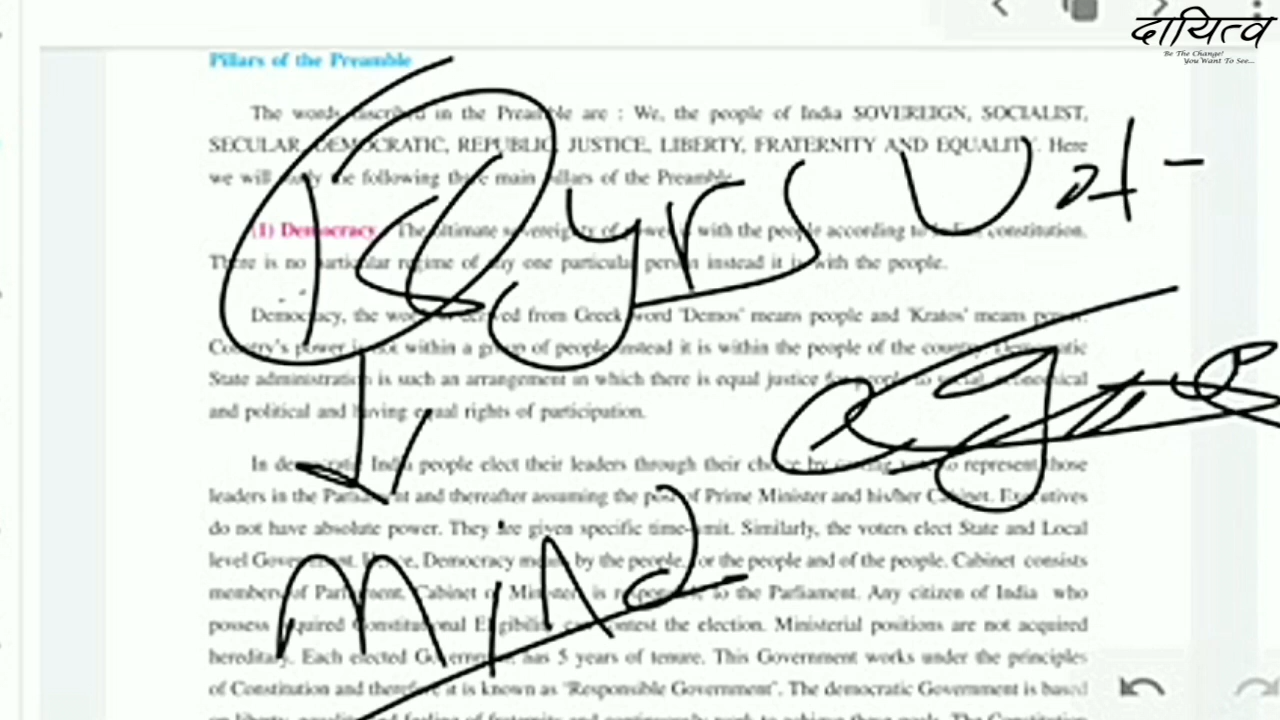 दायित्व
Be The Change!
You Want To See...
Pillars of the Preamble
The words described in the Preamble are : We, the people of India SOVEREIGN, SOCIALIST,
SECULAR, DEMOCRATIC, REPUBLIC, JUSTICE, LIBERTY, FRATERNITY AND EQUALITY. Here
we will study the following three main pillars of the Preamble.
(1) Democracy The ultimate sovereignty of power is with the people according to Indian constitution.
There is no particular regime of any one particular person instead it is with the people.
Democracy, the word is derived from Greek word 'Demos' means people and 'Kratos' means power.
Country's power is not within a group of people instead it is within the people of the country. Democratic
State administration is such an arrangement in which there is equal justice for people to social, economical
and political and having equal rights of participation.
In democratic India people elect their leaders through their choice by to represent those
leaders in the Parliament and thereafter assuming the post of Prime Minister and his/her Cabinet. Executives
do not have absolute power. They are given specific time-limit. Similarly, the voters elect State and Local
level Government. Hence, Democracy means by the people, for the people and of the people. Cabinet consists
members of Parliament. Cabinet of Minister is responsible to the Parliament. Any citizen of India who
possess required Constitutional Eligibility can contest the election. Ministerial positions are not acquired
hereditary. Each elected Government has 5 years of tenure. This Government works under the principles
of Constitution and therefore it is known as 'Responsible Government'. The democratic Government is based
yrs
Mind